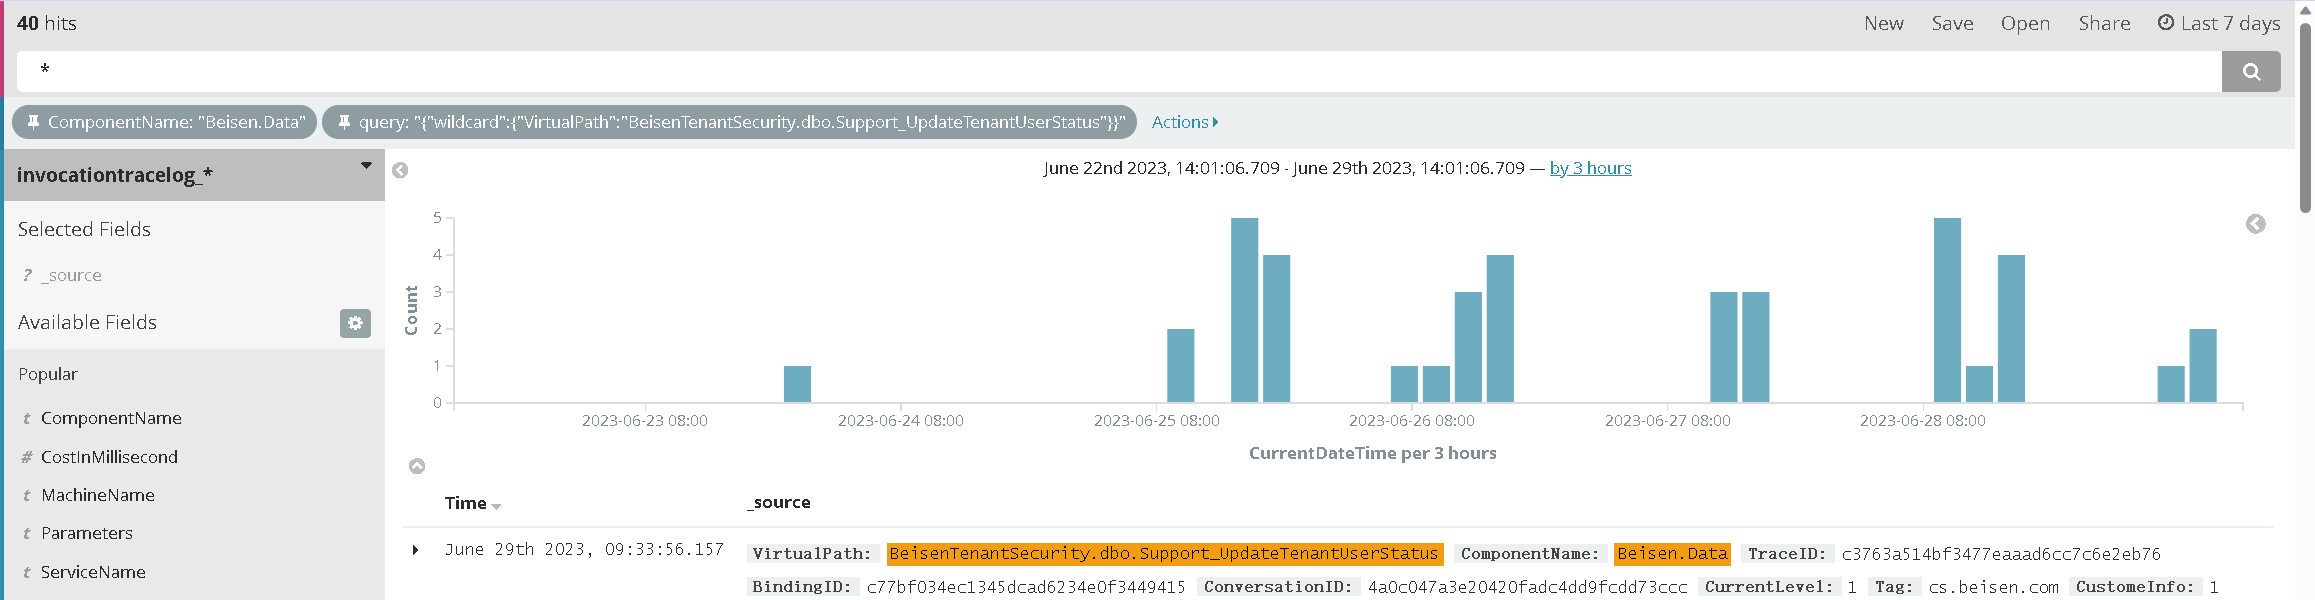 40 hits New Save Open Share Last 7 days
*
ComponentName: "Beisen.Data" query: "{"wildcard":{"VirtualPath":"BeisenTenantSecurity.dbo.Support_UpdateTenantUserStatus"}}" Actions
invocationtracelog_*
June 22nd 2023, 14:01:06.709 - June 29th 2023, 14:01:06.709 — by 3 hours
Selected Fields
? _source
Available Fields
Popular
t ComponentName
# CostInMillisecond
t MachineName
t Parameters
t ServiceName
Count
5
4
3
2
1
0
2023-06-23 08:00 2023-06-24 08:00 2023-06-25 08:00 2023-06-26 08:00 2023-06-27 08:00 2023-06-28 08:00
CurrentDateTime per 3 hours
Time _source
June 29th 2023, 09:33:56.157 VirtualPath: BeisenTenantSecurity.dbo.Support_UpdateTenantUserStatus ComponentName: Beisen.Data TraceID: c3763a514bf3477eaaad6cc7c6e2eb76
BindingID: c77bf034ec1345dcad6234e0f3449415 ConversationID: 4a0c047a3e20420fadc4dd9fcdd73ccc CurrentLevel: 1 Tag: cs.beisen.com CustomeInfo: 1